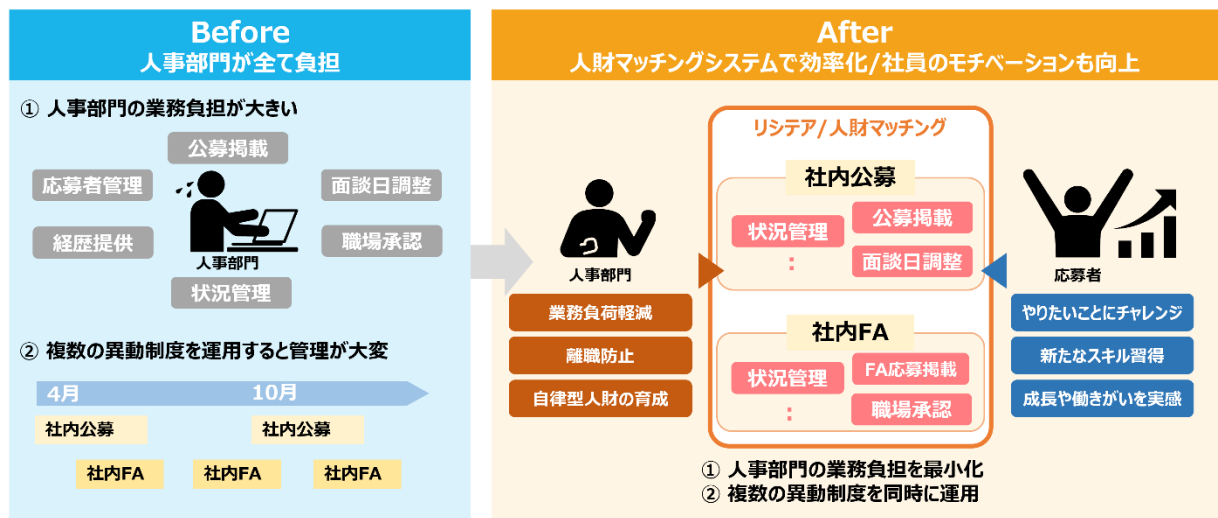 Before
人事部門が全て負担
① 人事部門の業務負担が大きい
公募掲載
応募者管理
面談日調整
経歴提供
職場承認
人事部門
状況管理
② 複数の異動制度を運用すると管理が大変
4月
10月
社内公募
社内公募
社内FA
社内FA
社内FA
After
人財マッチングシステムで効率化/社員のモチベーションも向上
リシテア/人財マッチング
社内公募
状況管理
:
公募掲載
面談日調整
社内FA
状況管理
:
FA応募掲載
職場承認
人事部門
業務負荷軽減
離職防止
自律型人財の育成
応募者
やりたいことにチャレンジ
新たなスキル習得
成長や働きがいを実感
① 人事部門の業務負担を最小化
② 複数の異動制度を同時に運用